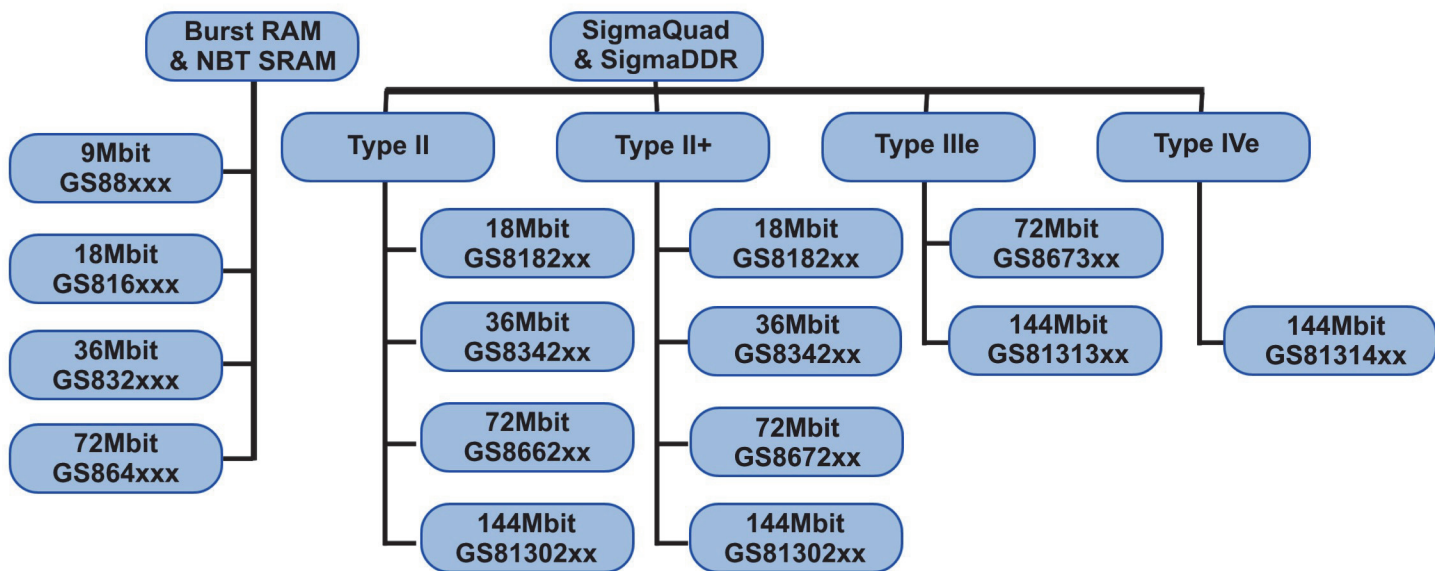 Burst RAM
& NBT SRAM
9Mbit
GS88xxx
18Mbit
GS816xxx
36Mbit
GS832xxx
72Mbit
GS864xxx
SigmaQuad
& SigmaDDR
Type II
18Mbit
GS8182xx
36Mbit
GS8342xx
72Mbit
GS8662xx
144Mbit
GS81302xx
Type II+
18Mbit
GS8182xx
36Mbit
GS8342xx
72Mbit
GS8672xx
144Mbit
GS81302xx
Type IIIe
72Mbit
GS8673xx
144Mbit
GS81313xx
Type IVe
144Mbit
GS81314xx